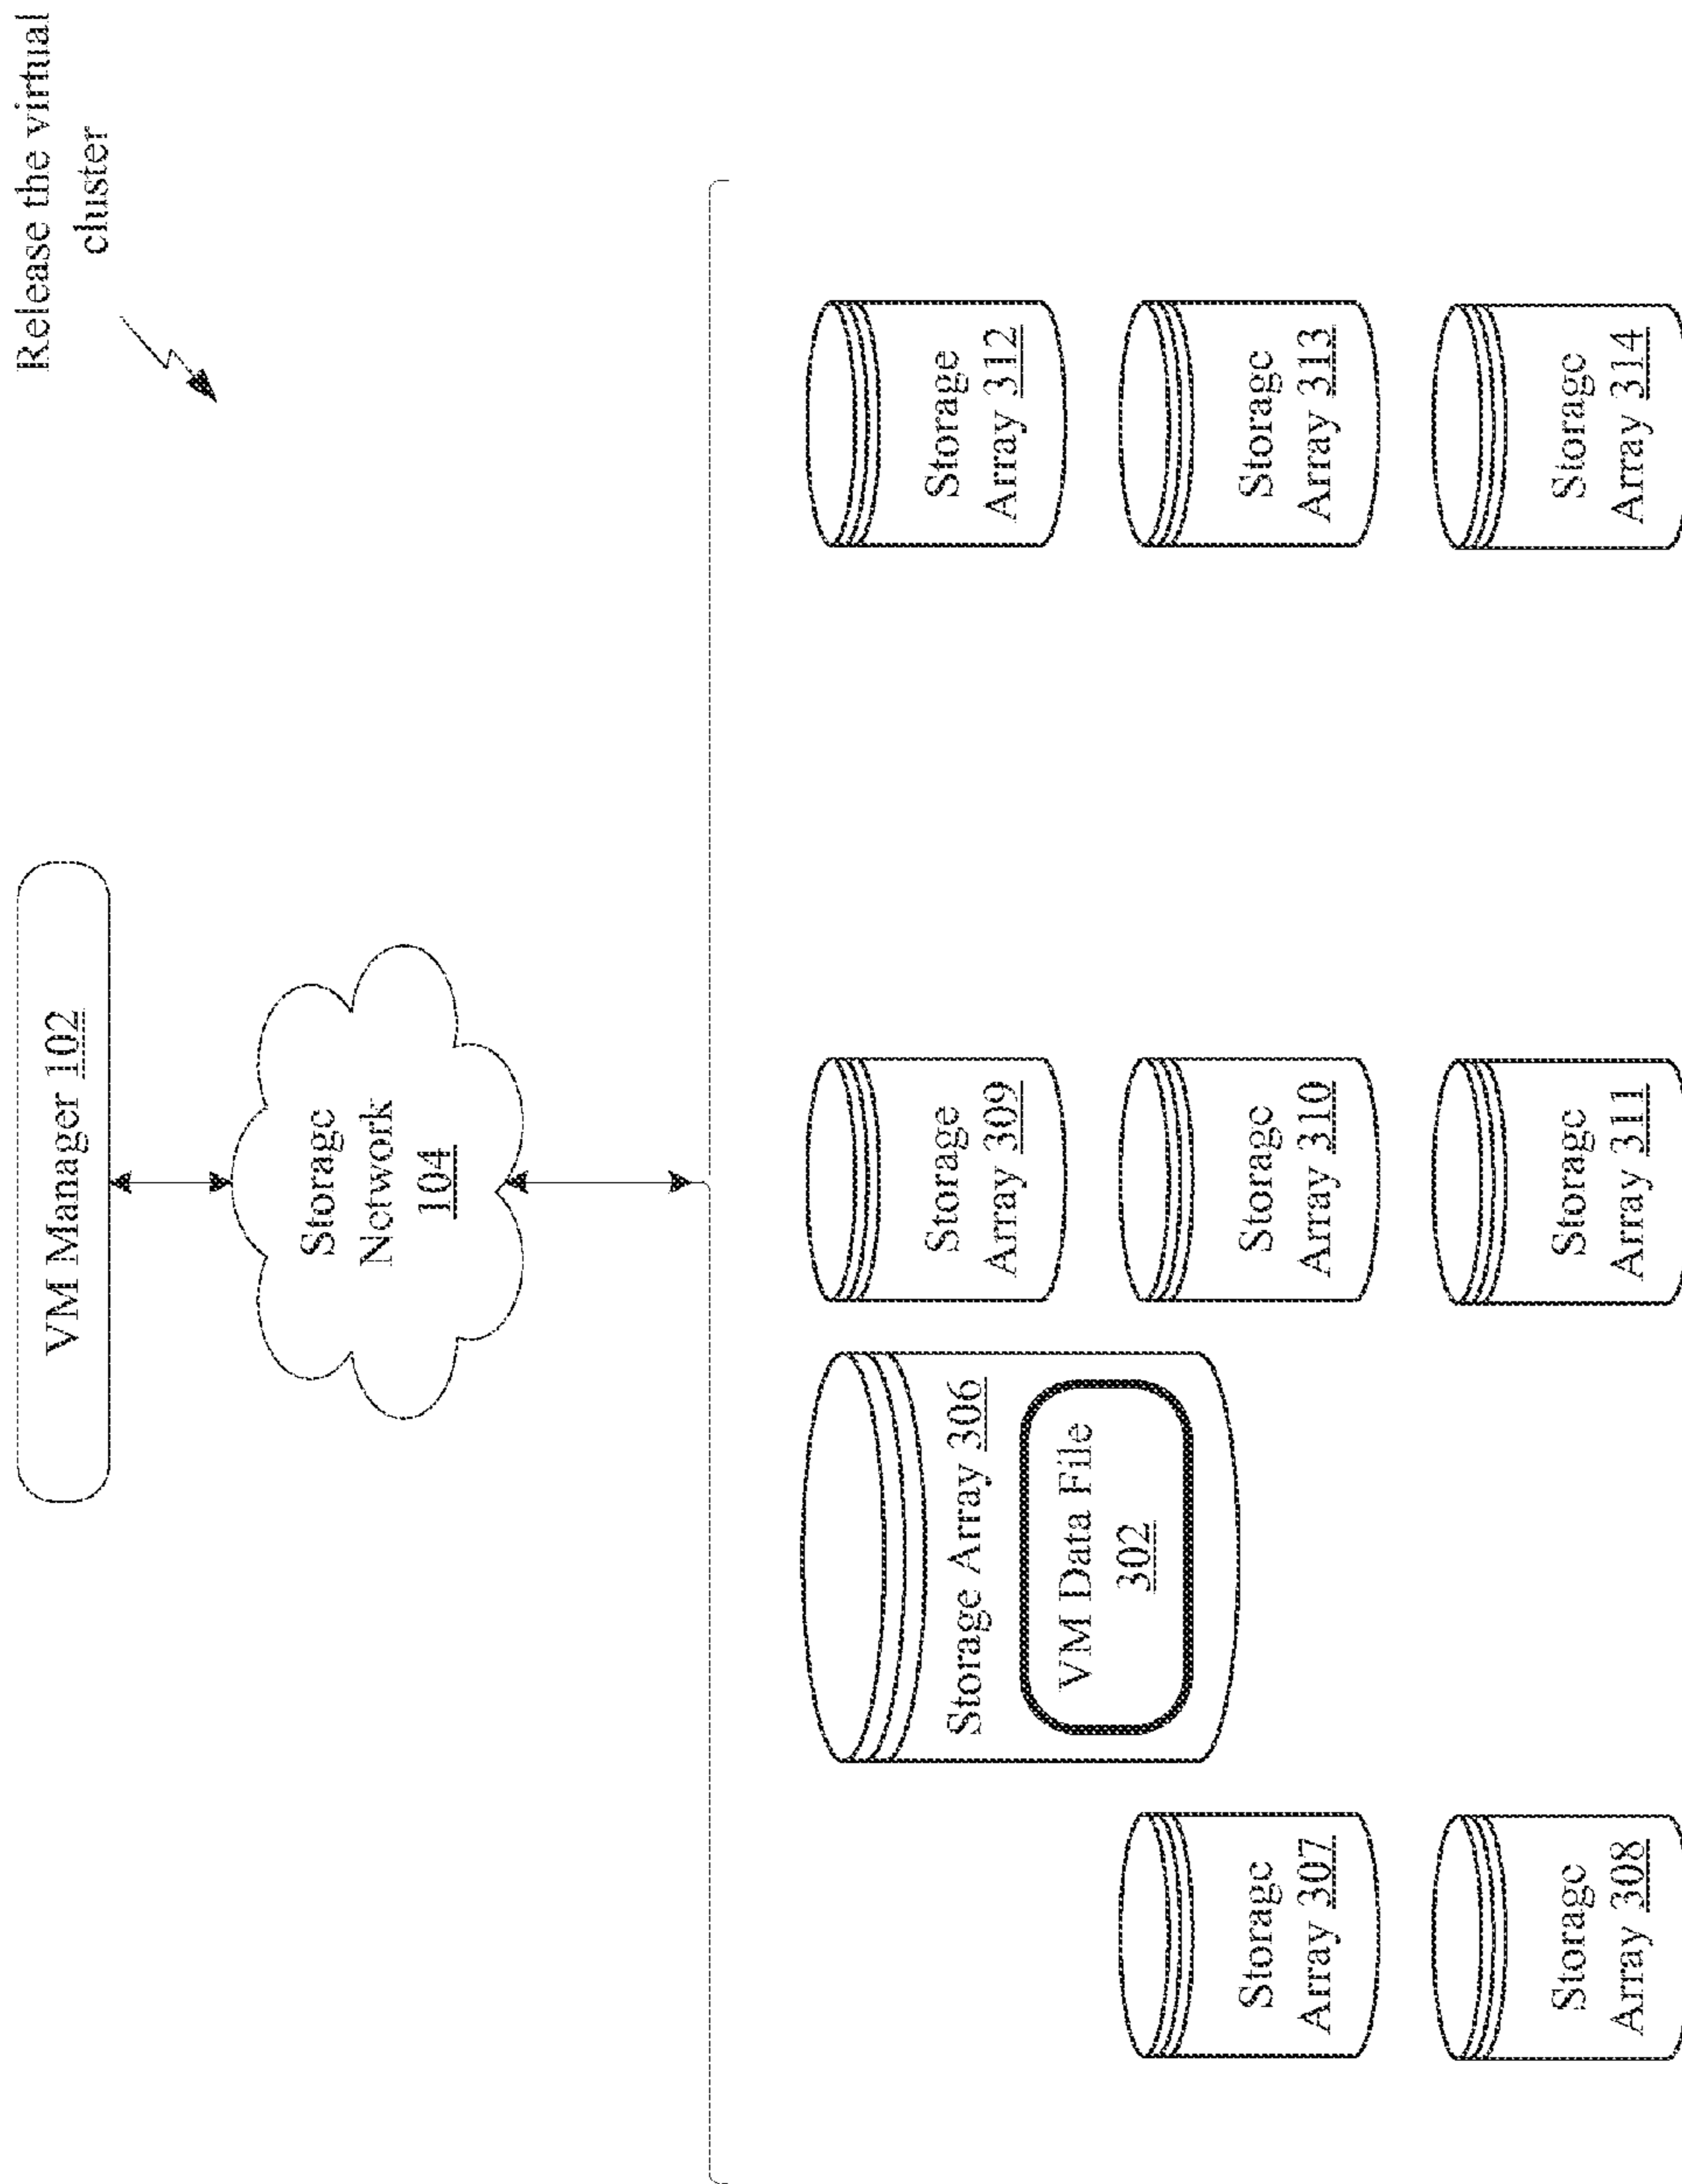 Release the virtual
cluster
VM Manager 102
Storage
Network
104
Storage Array 306
VM Data File
302
Storage
Array 309
Storage
Array 312
Storage
Array 307
Storage
Array 310
Storage
Array 313
Storage
Array 308
Storage
Array 311
Storage
Array 314